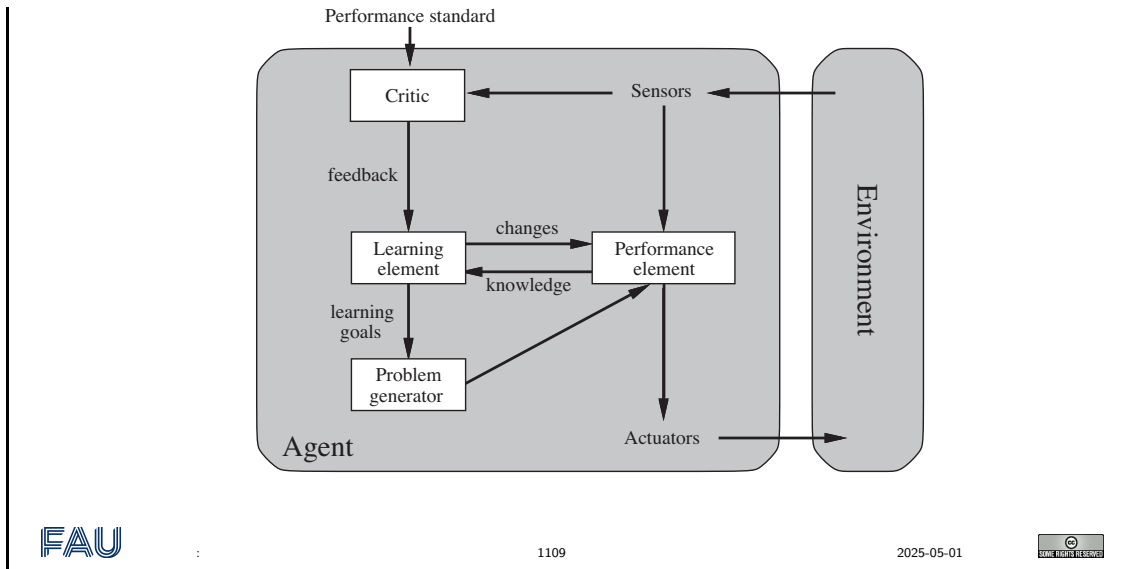 Performance standard
Critic
Sensors
feedback
changes
Learning
element
Performance
element
knowledge
learning
goals
Problem
generator
Agent
Actuators
Environment
FAU
:
1109
2025-05-01
cc
SOME RIGHTS RESERVED